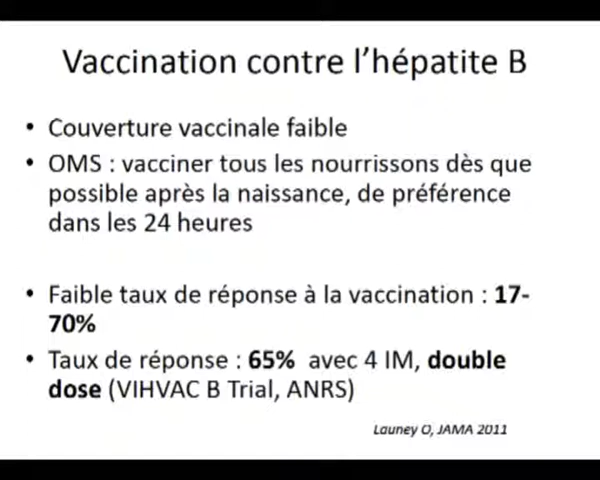 Vaccination contre l'hépatite B
• Couverture vaccinale faible
• OMS : vacciner tous les nourrissons dès que
possible après la naissance, de préférence
dans les 24 heures
• Faible taux de réponse à la vaccination : 17-
70%
• Taux de réponse : 65% avec 4 IM, double
dose (VIHVAC B Trial, ANRS)
Launey O, JAMA 2011